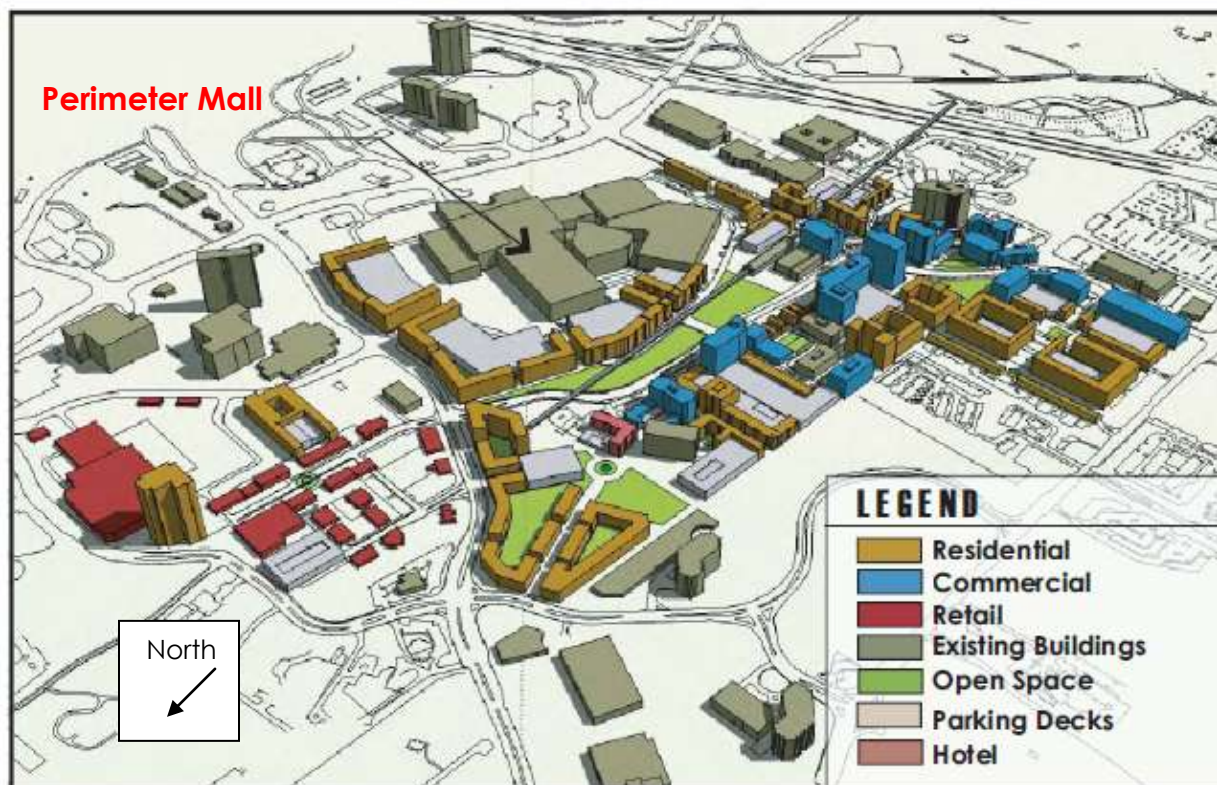 Perimeter Mall
North
LEGEND
Residential
Commercial
Retail
Existing Buildings
Open Space
Parking Decks
Hotel